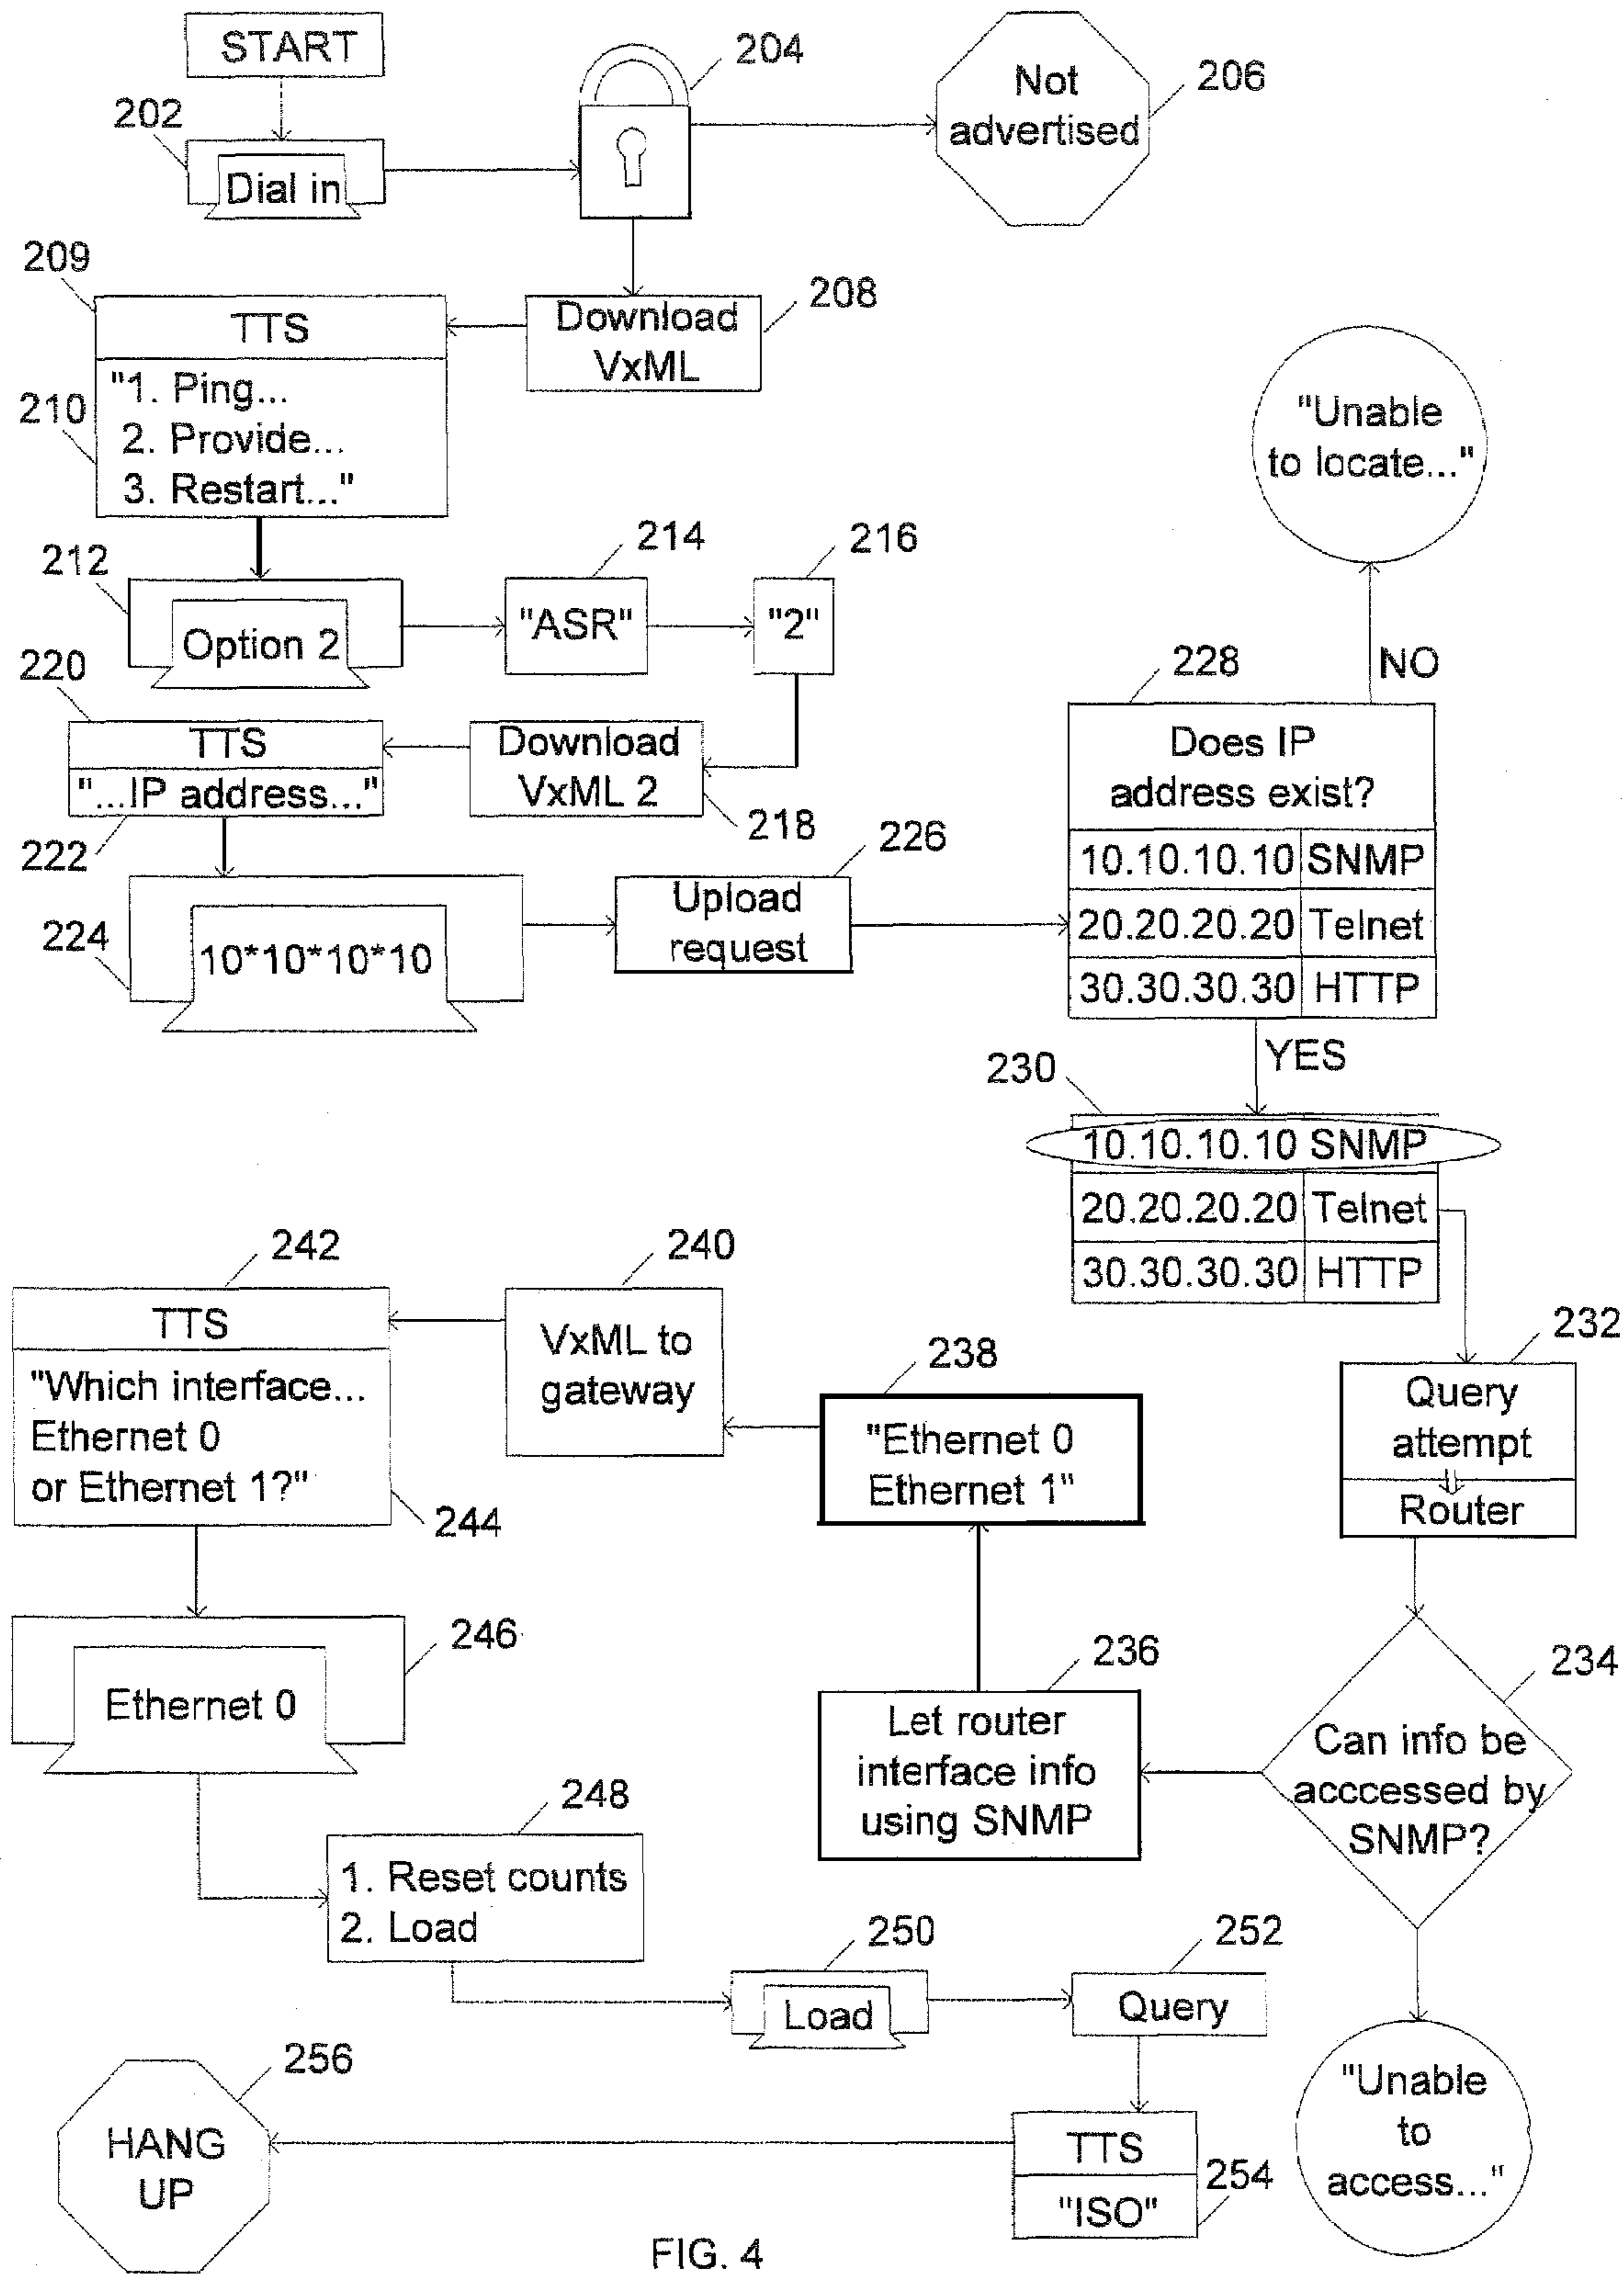 START
204
Not
advertised
206
202
Dial in
209
TTS
Download
VxML
208
210
"1. Ping...
2. Provide...
3. Restart..."
"Unable
to locate..."
212
Option 2
214
"ASR"
216
"2"
NO
220
TTS
"...IP address..."
222
Download
VxML 2
218
228
Does IP
address exist?
10.10.10.10 SNMP
20.20.20.20 Telnet
30.30.30.30 HTTP
224
10*10*10*10
226
Upload
request
YES
230
10.10.10.10 SNMP
20.20.20.20 Telnet
30.30.30.30 HTTP
232
Query
attempt
Router
242
TTS
"Which interface...
Ethernet 0
or Ethernet 1?"
244
240
VxML to
gateway
238
"Ethernet 0
Ethernet 1"
246
Ethernet 0
236
Let router
interface info
using SNMP
234
Can info be
acccessed by
SNMP?
248
1. Reset counts
2. Load
250
Load
252
Query
"Unable
to
access..."
256
HANG
UP
TTS
"ISO"
254
FIG. 4